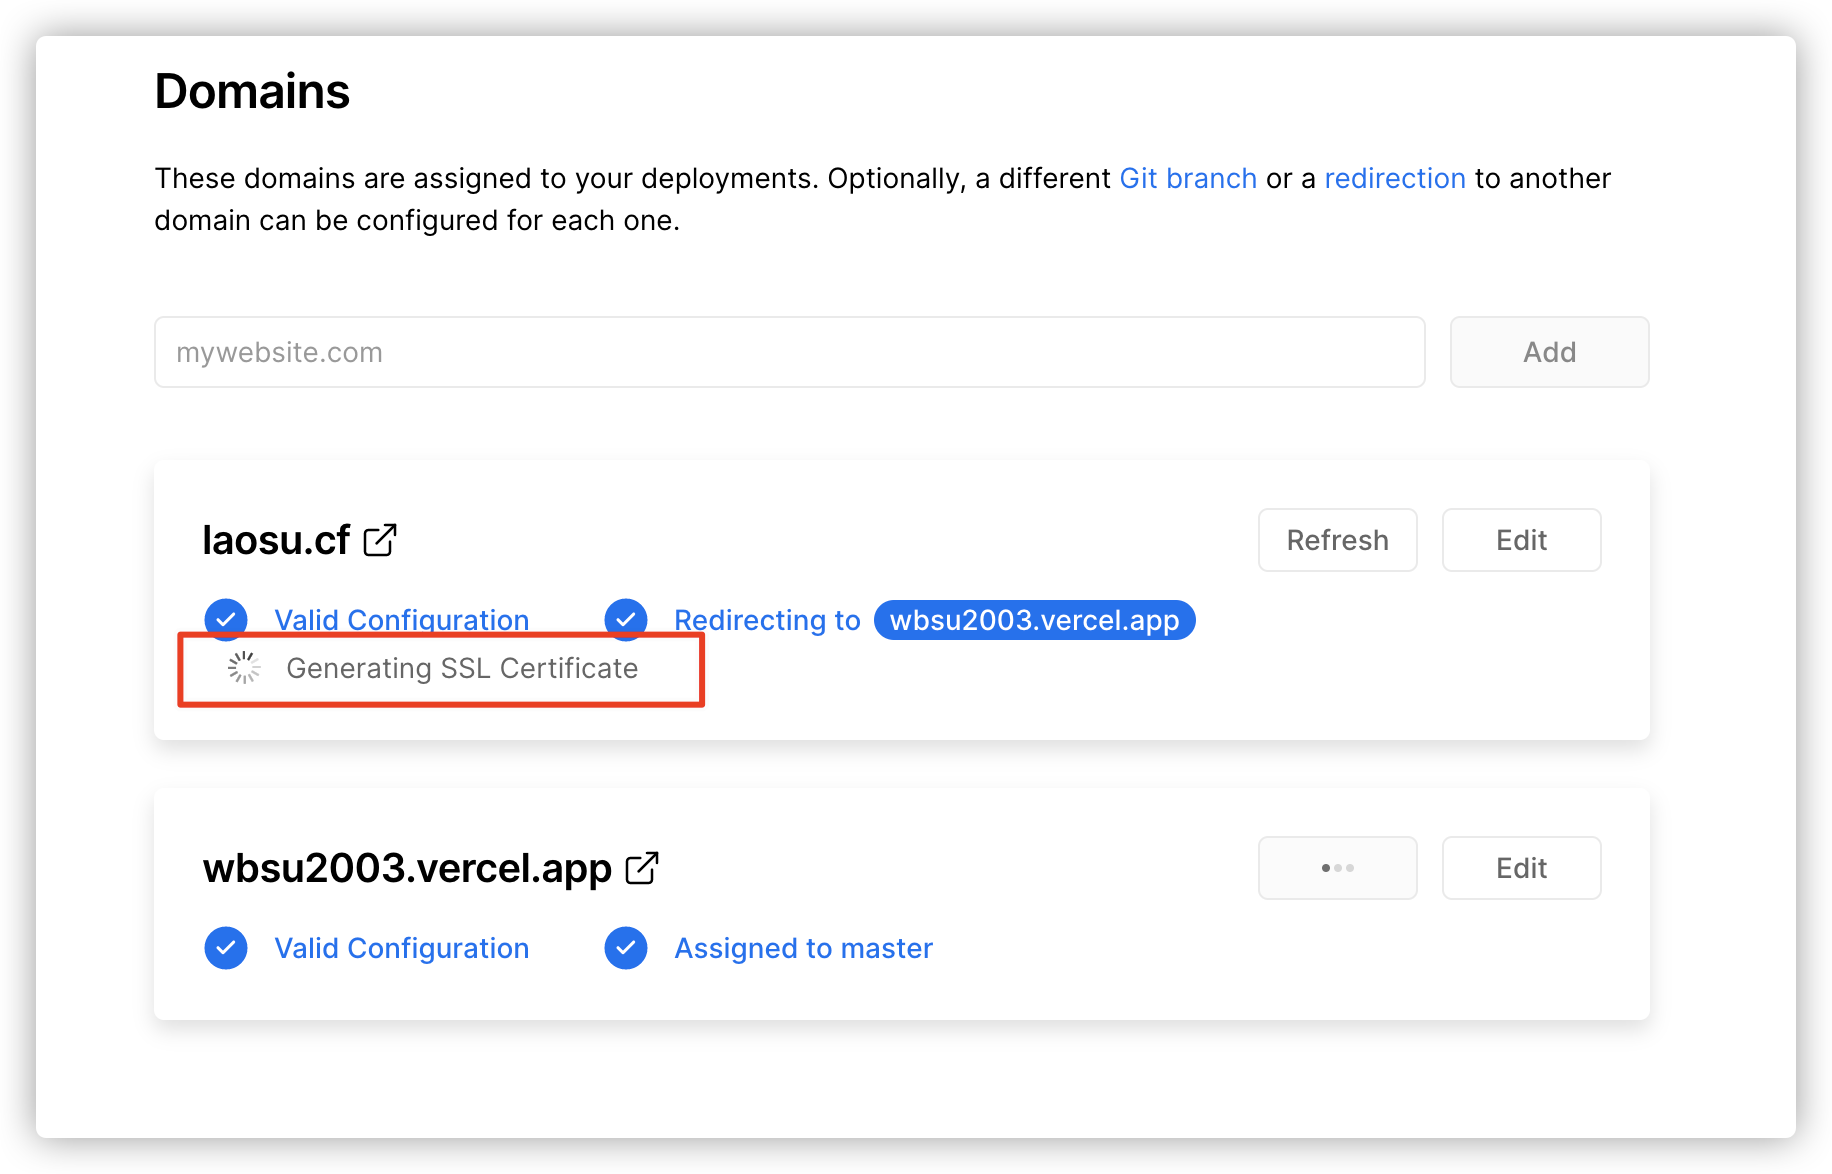 Domains
These domains are assigned to your deployments. Optionally, a different Git branch or a redirection to another
domain can be configured for each one.
mywebsite.com
Add
laosu.cf
Refresh
Edit
Valid Configuration
Redirecting to wbsu2003.vercel.app
Generating SSL Certificate
wbsu2003.vercel.app
Edit
Valid Configuration
Assigned to master